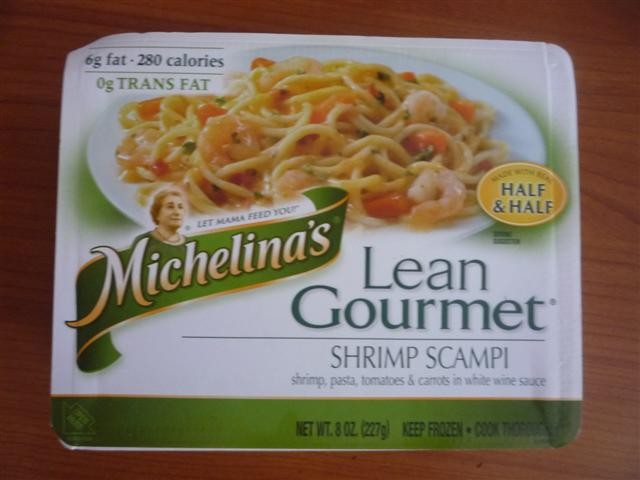 6g fat · 280 calories
0g TRANS FAT
MADE WITH REAL
HALF
& HALF
LET MAMA FEED YOU!™
Michelina's®
Lean
Gourmet®
SHRIMP SCAMPI
shrimp, pasta, tomatoes & carrots in white wine sauce
NET WT. 8 OZ. (227g) KEEP FROZEN • COOK